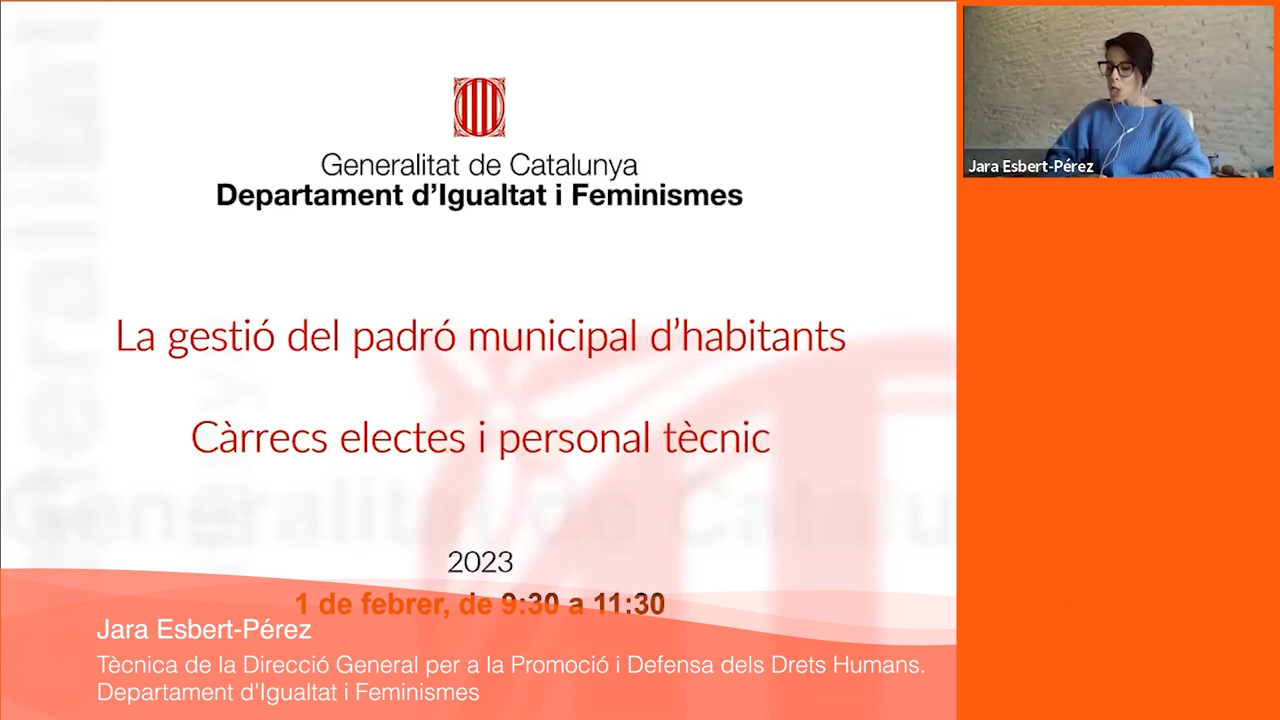 Generalitat de Catalunya
Departament d'Igualtat i Feminismes
La gestió del padró municipal d'habitants
Càrrecs electes i personal tècnic
2023
1 de febrer, de 9:30 a 11:30
Jara Esbert-Pérez
Tècnica de la Direcció General per a la Promoció i Defensa dels Drets Humans.
Departament d'Igualtat i Feminismes
Jara Esbert-Pérez